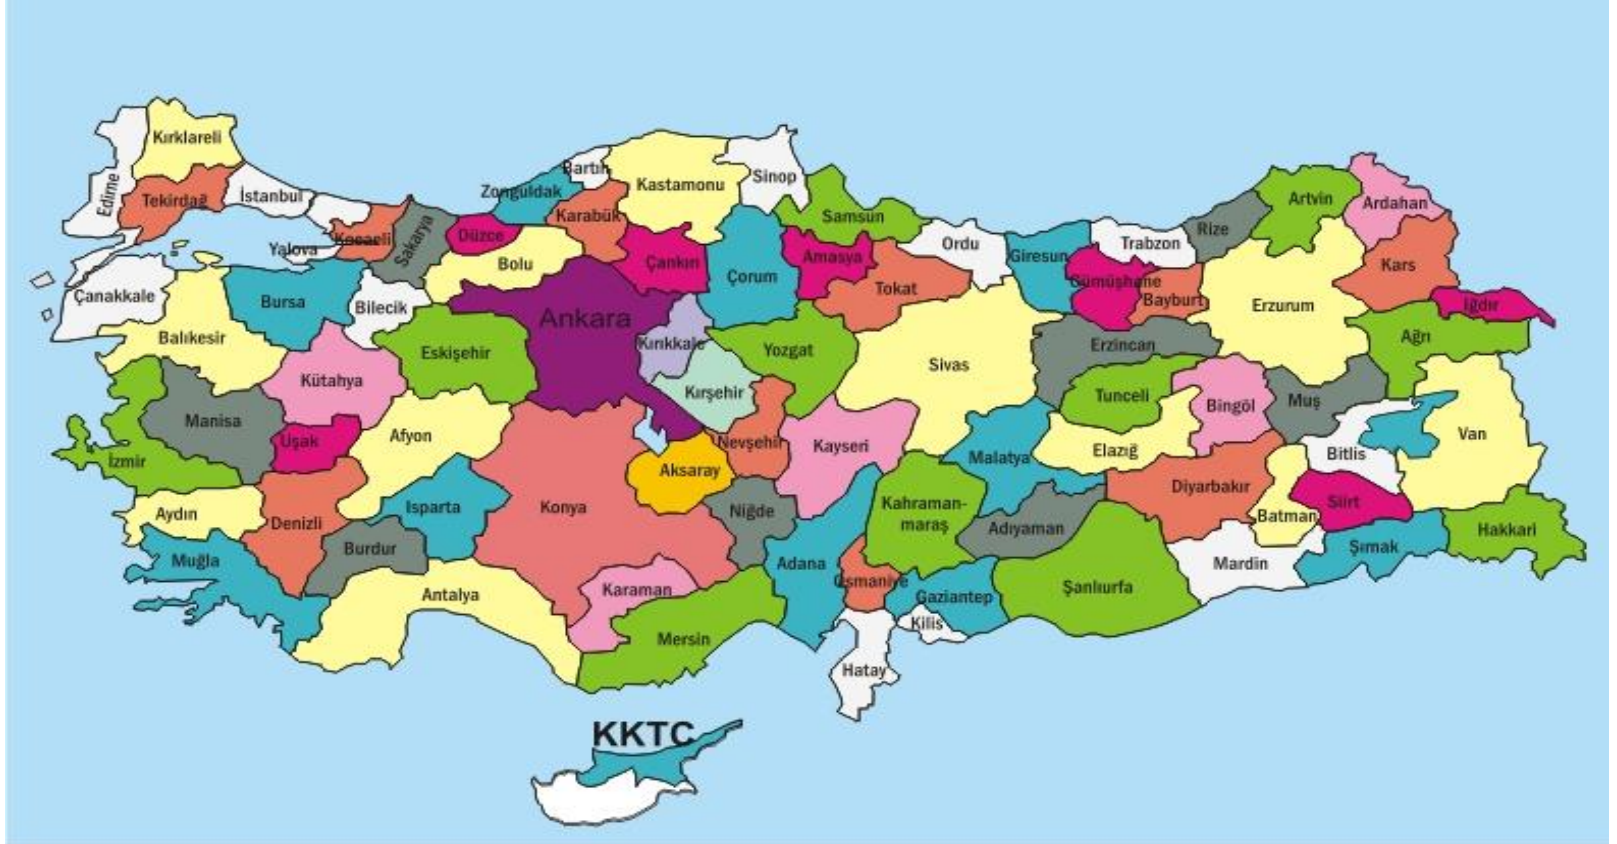 Kırklareli
Edirne
Tekirdağ
İstanbul
Bartın
Zonguldak
Kastamonu
Sinop
Karabük
Samsun
Artvin
Ardahan
Kocaeli
Sakarya
Düzce
Yalova
Ordu
Giresun
Trabzon
Rize
Bolu
Çankırı
Çorum
Amasya
Tokat
Gümüşhane
Bayburt
Kars
Çanakkale
Bursa
Bilecik
Ankara
Erzurum
Iğdır
Balıkesir
Eskişehir
Kırıkkale
Yozgat
Sivas
Erzincan
Ağrı
Kütahya
Kırşehir
Tunceli
Bingöl
Muş
Manisa
Uşak
Afyon
Nevşehir
Kayseri
Malatya
Elazığ
Bitlis
Van
İzmir
Aksaray
Diyarbakır
Aydın
Denizli
Isparta
Konya
Niğde
Kahraman-
maraş
Adıyaman
Batman
Siirt
Hakkari
Muğla
Burdur
Antalya
Karaman
Adana
Osmaniye
Gaziantep
Şanlıurfa
Mardin
Şırnak
Mersin
Kilis
Hatay
KKTC